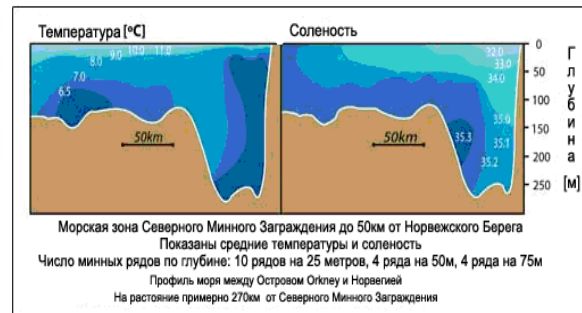 Температура [ºC]
Соленость
8.0 9.0 10.0 11.0
7.0
6.5
50km
32.0
33.0
34.0
35.0
35.3
35.1
35.2
50km
0
50
100
150
200
250
Глубина
[м]
Морская зона Северного Минного Заграждения до 50км от Норвежского Берега
Показаны средние температуры и соленость
Число минных рядов по глубине: 10 рядов на 25 метров, 4 ряда на 50м, 4 ряда на 75м
Профиль моря между Островом Orkney и Норвегией
На растояние примерно 270км от Северного Минного Заграждения